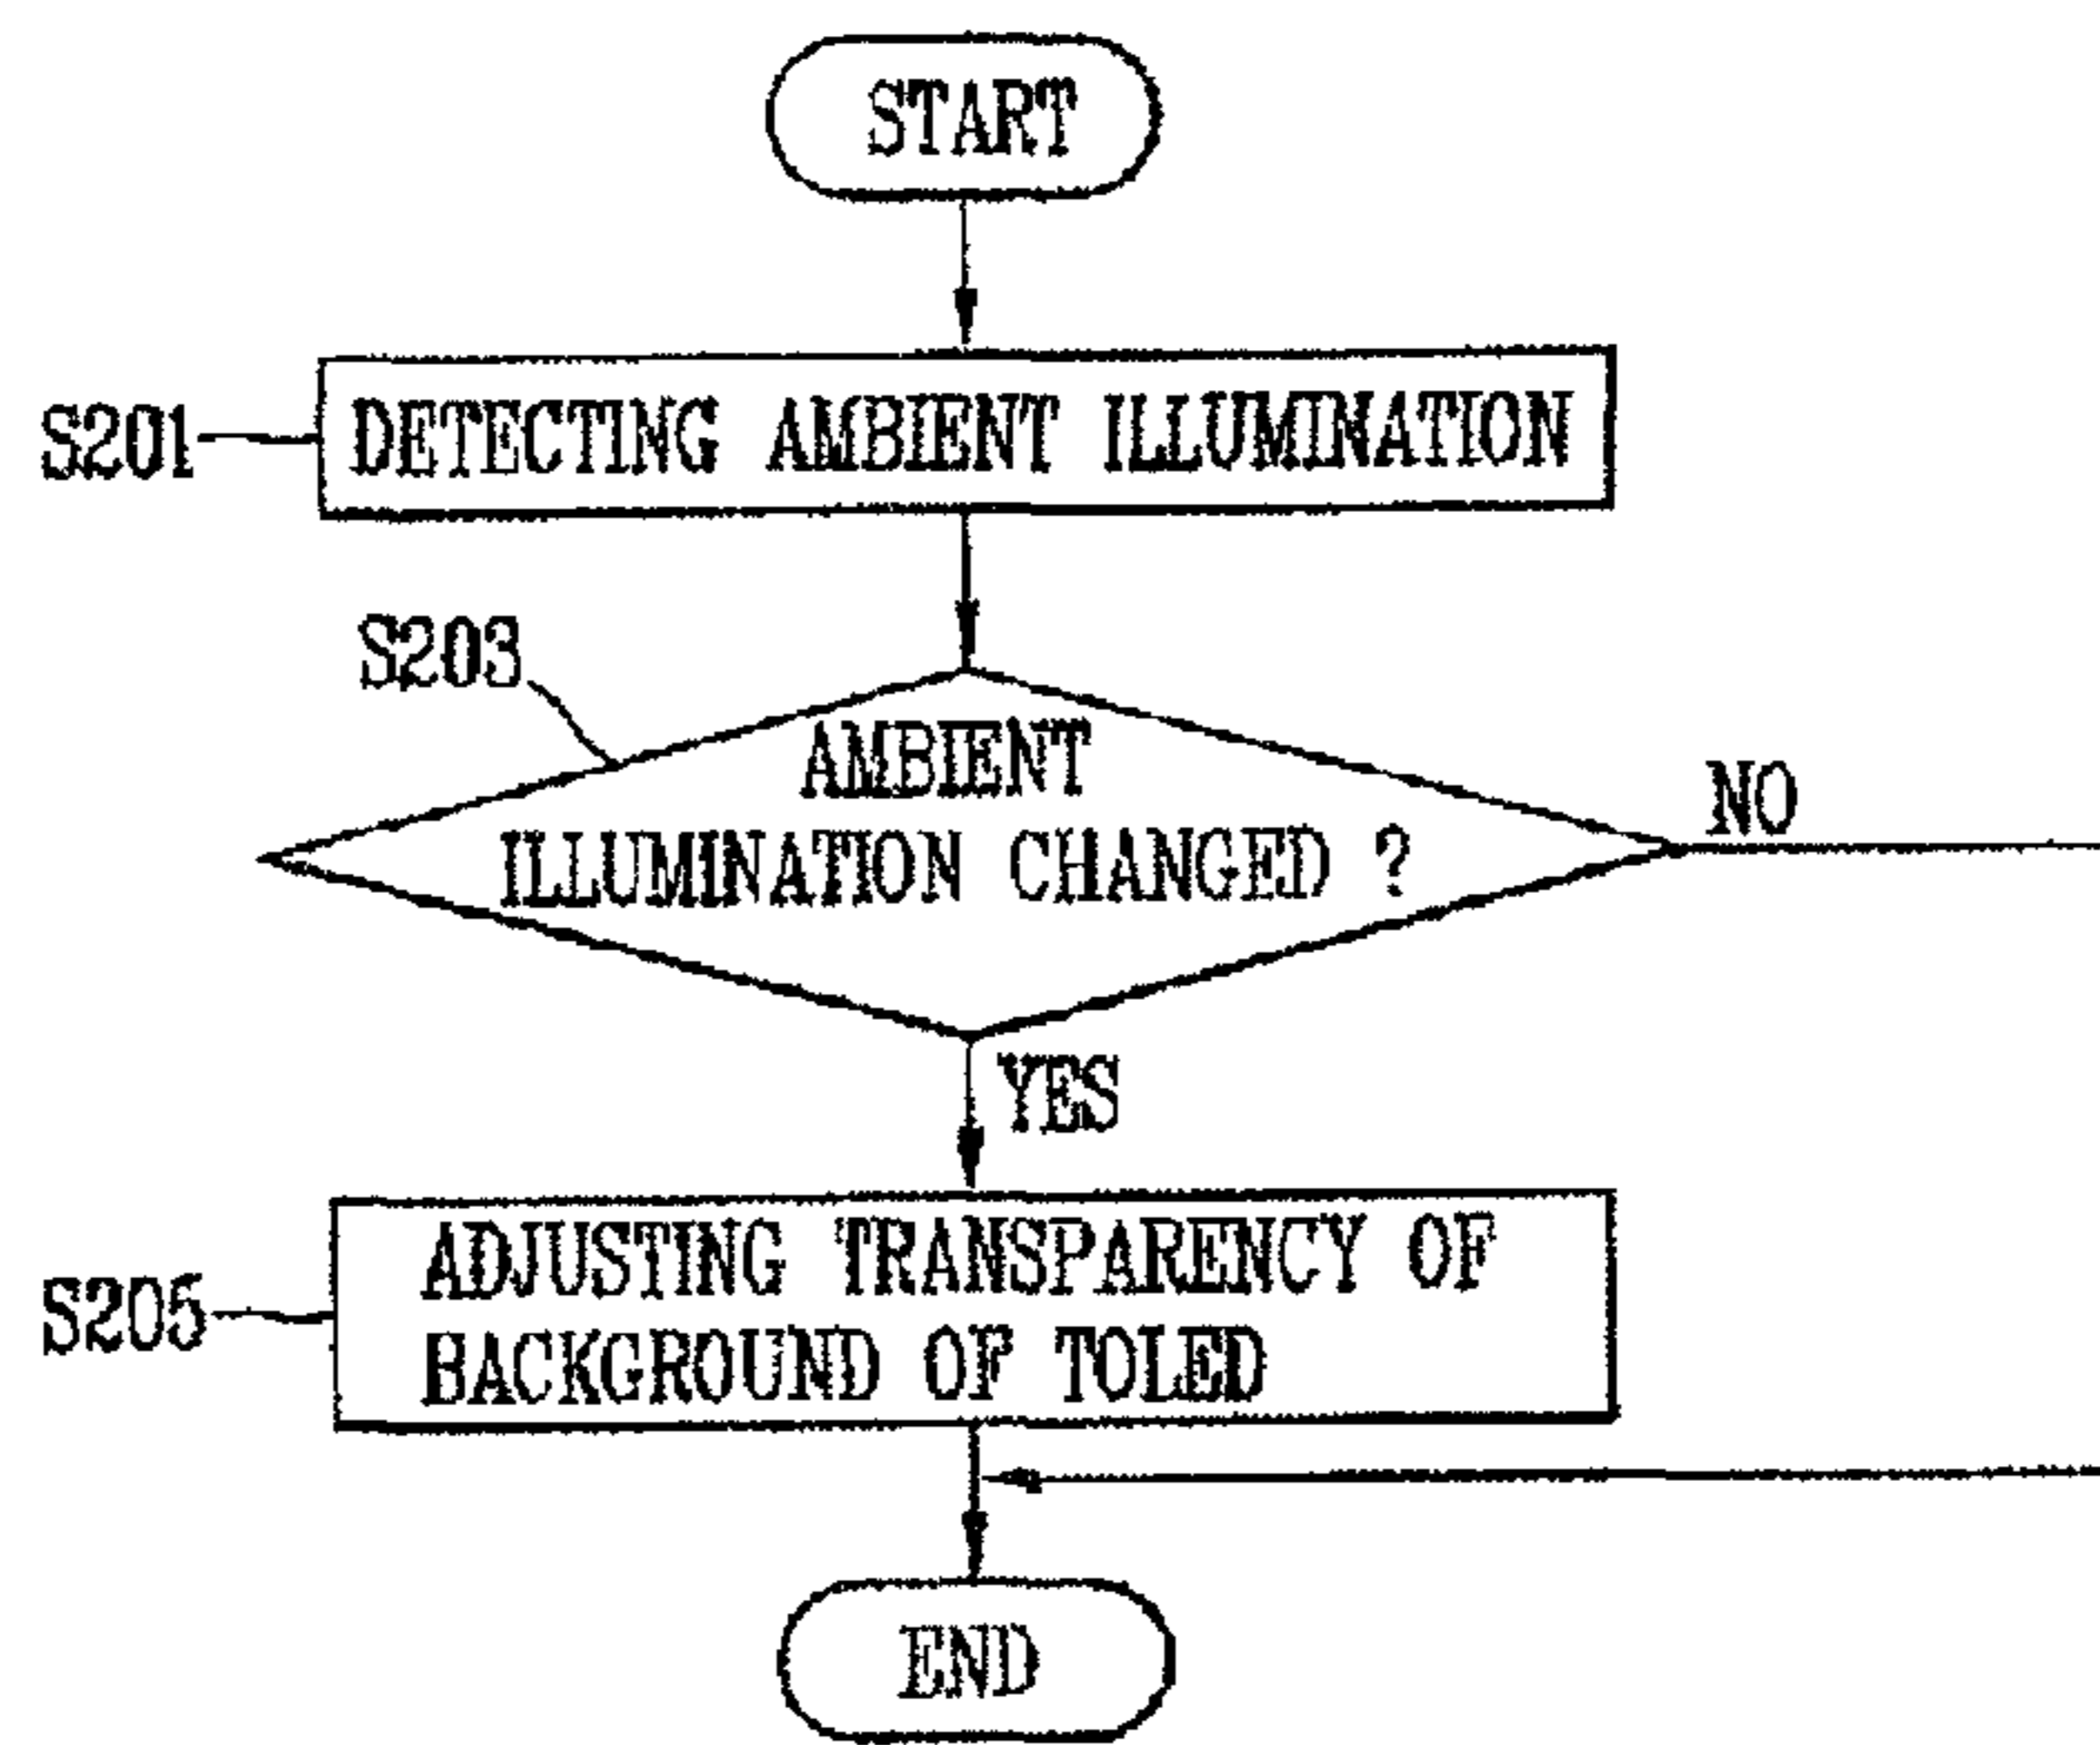 START
S201
DETECTING AMBIENT ILLUMINATION
S203
AMBIENT
ILLUMINATION CHANGED ?
NO
YES
S205
ADJUSTING TRANSPARENCY OF
BACKGROUND OF TOLED
END